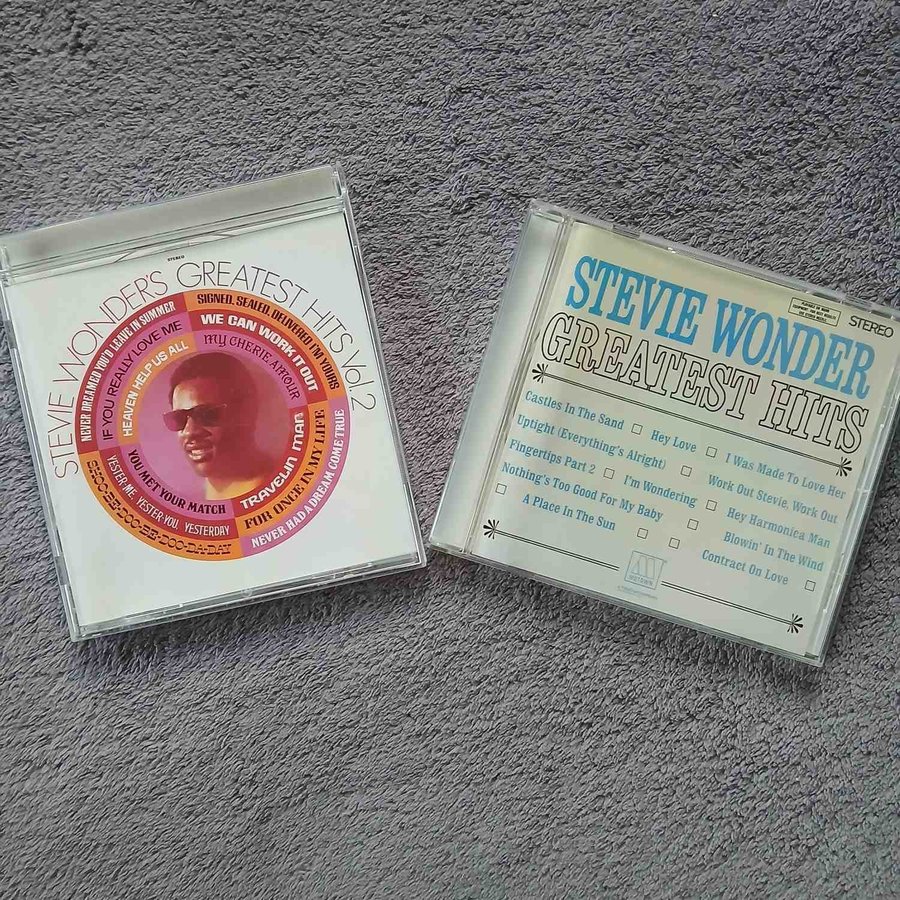 STEREO
STEVIE WONDER'S GREATEST HITS Vol. 2
NEVER DREAMED YOU'D LEAVE IN SUMMER
SIGNED, SEALED, DELIVERED I'M YOURS
IF YOU REALLY LOVE ME
WE CAN WORK IT OUT
HEAVEN HELP US ALL
MY CHERIE AMOUR
YOU MET YOUR MATCH
TRAVELIN MAN
YESTER-ME, YESTER-YOU, YESTERDAY
FOR ONCE IN MY LIFE
SHOO-BE-DOO-BE-DOO-DA-DAY
NEVER HAD A DREAM COME TRUE
STEVIE WONDER
STEREO
GREATEST HITS
Castles In The Sand □ Hey Love □ I Was Made To Love Her
Uptight (Everything's Alright) □ Work Out Stevie, Work Out
Fingertips Part 2 □ I'm Wondering □ Hey Harmonica Man
Nothing's Too Good For My Baby □ Blowin' In The Wind
□ A Place In The Sun □ □ Contract On Love □
M
MOTOWN